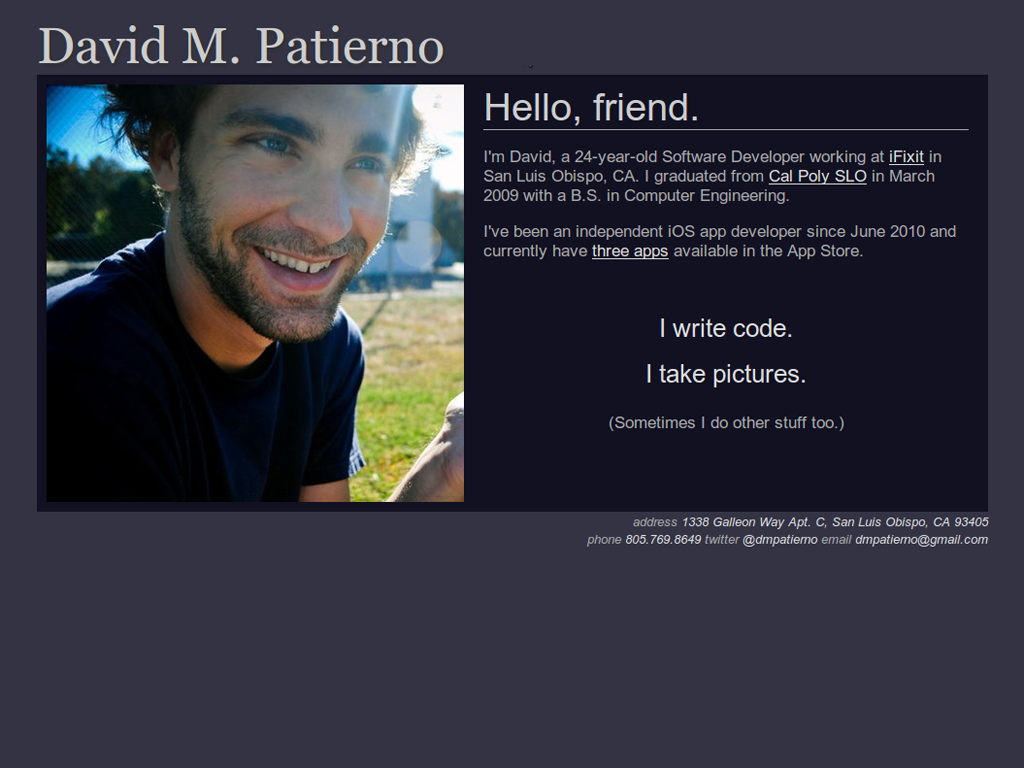 David M. Patierno
Hello, friend.
I'm David, a 24-year-old Software Developer working at iFixit in
San Luis Obispo, CA. I graduated from Cal Poly SLO in March
2009 with a B.S. in Computer Engineering.
I've been an independent iOS app developer since June 2010 and
currently have three apps available in the App Store.
I write code.
I take pictures.
(Sometimes I do other stuff too.)
address 1338 Galleon Way Apt. C, San Luis Obispo, CA 93405
phone 805.769.8649 twitter @dmpatierno email dmpatierno@gmail.com